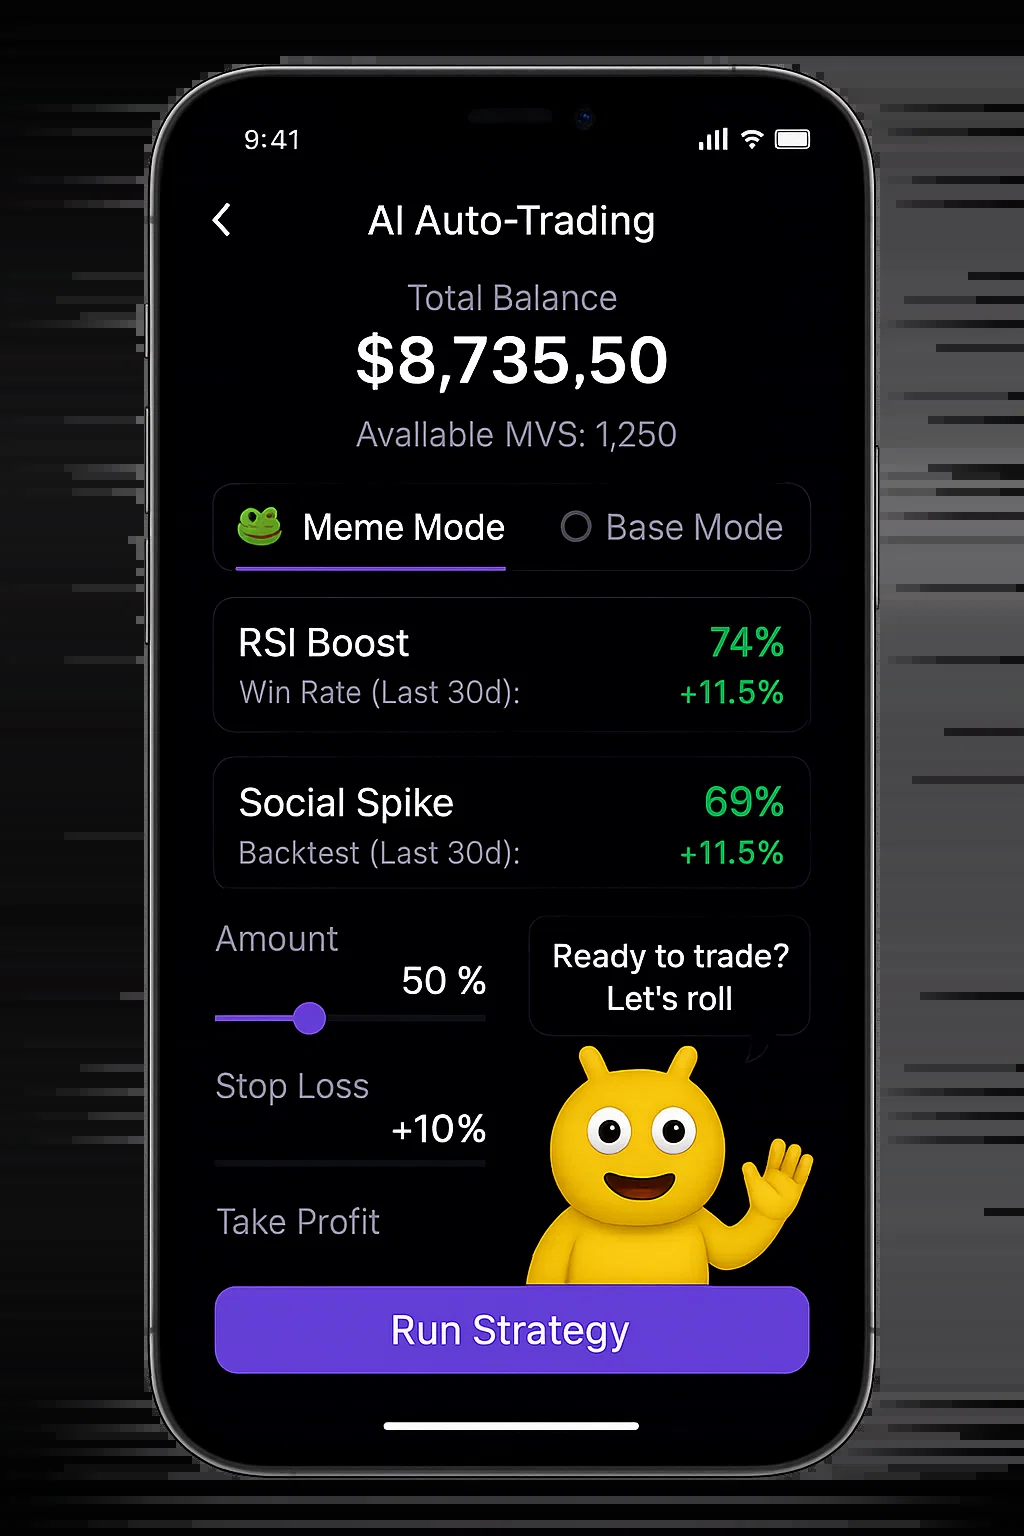 9:41
AI Auto-Trading
Total Balance
$8,735,50
Avallable MVS: 1,250
Meme Mode
Base Mode
RSI Boost 74%
Win Rate (Last 30d): +11.5%
Social Spike 69%
Backtest (Last 30d): +11.5%
Amount
50 %
Ready to trade?
Let's roll
Stop Loss
+10%
Take Profit
Run Strategy